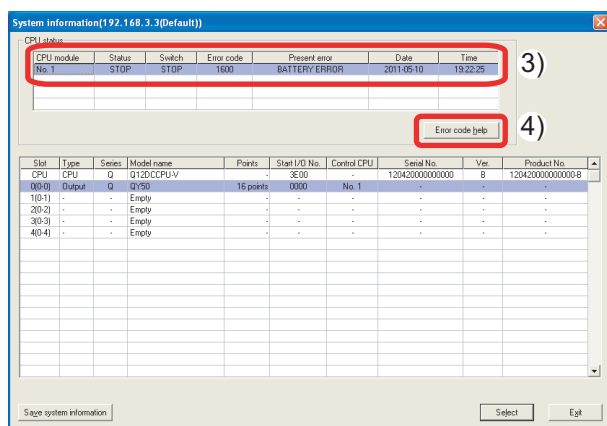 System information(192.168.3.3(Default))
CPU status
CPU module Status Switch Error code Present error Date Time
No. 1 STOP STOP 1600 BATTERY ERROR 2011-05-10 19:22:25
3)
Error code help
4)
Slot Type Series Model name Points Start I/O No. Control CPU Serial No. Ver. Product No.
CPU CPU Q Q12DCCPU-V - 3E00 - 120420000000000 B 120420000000000-B
0(0-0) Output Q QY50 16 points 0000 No. 1 - - -
1(0-1) - - Empty - - - - - -
2(0-2) - - Empty - - - - - -
3(0-3) - - Empty - - - - - -
4(0-4) - - Empty - - - - - -
Save system information
Select
Exit